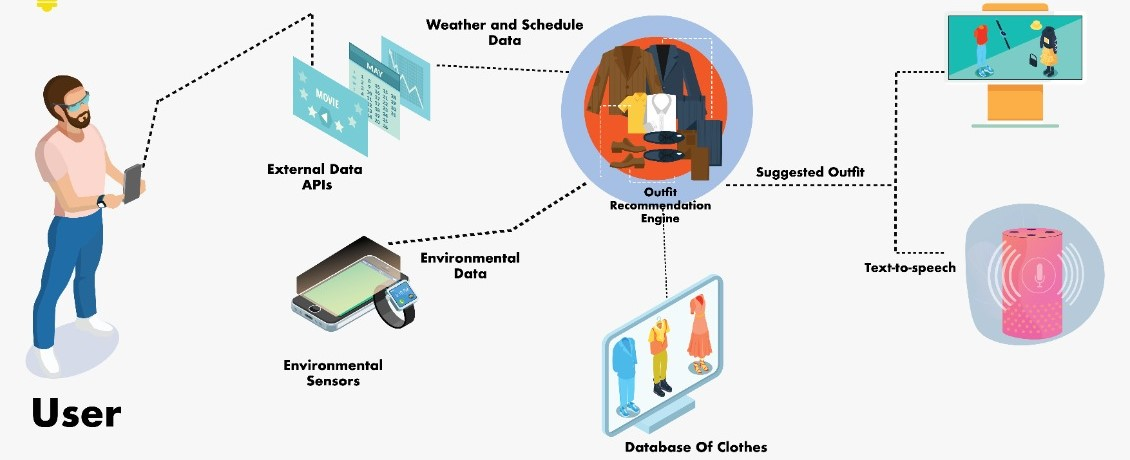 Weather and Schedule
Data
MAY
MOVIE
External Data
APIs
Outfit
Recommendation
Engine
Suggested Outfit
Environmental
Data
Text-to-speech
Environmental
Sensors
User
Database Of Clothes